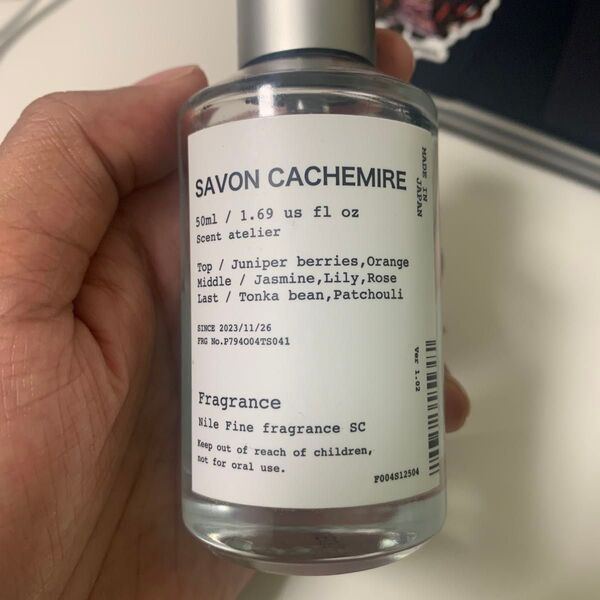 SAVON CACHEMIRE
50ml / 1.69 us fl oz
Scent atelier
Top / Juniper berries,Orange
Middle / Jasmine,Lily,Rose
Last / Tonka bean,Patchouli
SINCE 2023/11/26
FRG No.P794O04TS041
Fragrance
Nile Fine fragrance SC
Keep out of reach of children,
not for oral use.
MADE IN
JAPAN
Ver 1.02
F004S12504